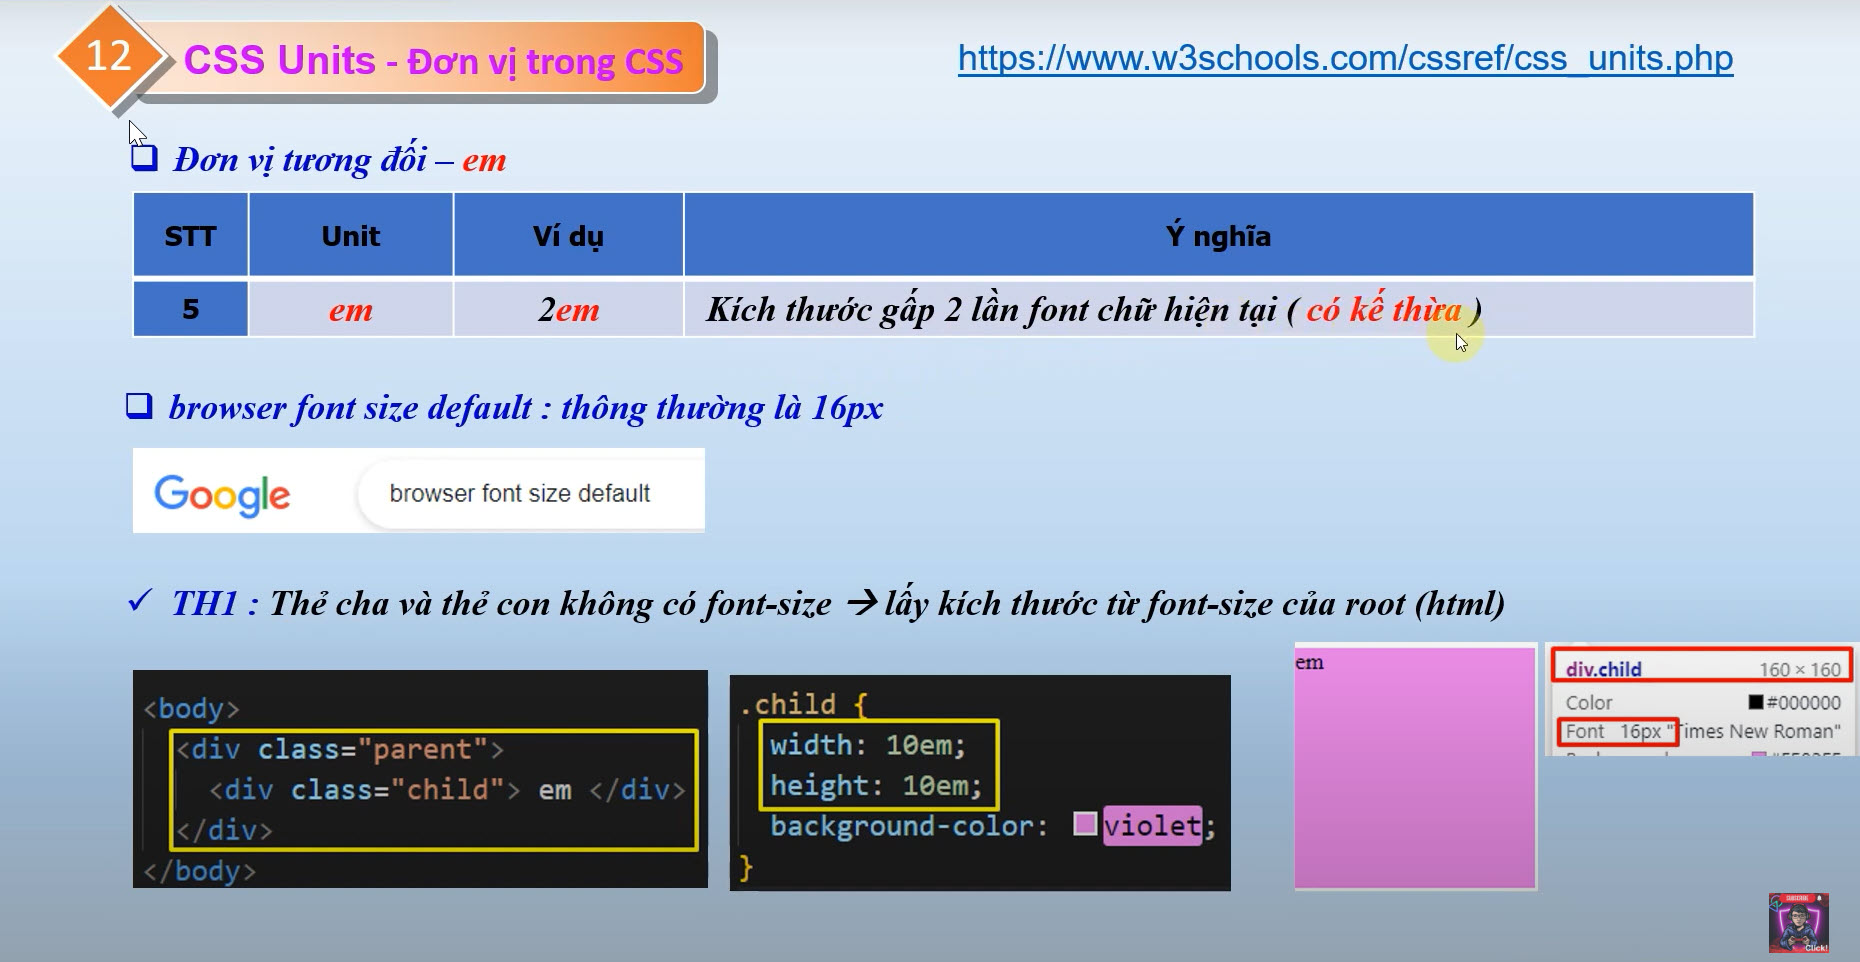 12
CSS Units - Đơn vị trong CSS
https://www.w3schools.com/cssref/css_units.php
Đơn vị tương đối – em
STT Unit Ví dụ Ý nghĩa
5 em 2em Kích thước gấp 2 lần font chữ hiện tại ( có kế thừa )
browser font size default : thông thường là 16px
Google browser font size default
TH1 : Thẻ cha và thẻ con không có font-size → lấy kích thước từ font-size của root (html)
<body>
<div class="parent">
<div class="child"> em </div>
</div>
</body>
.child {
width: 10em;
height: 10em;
background-color: violet;
}
em
div.child 160 × 160
Color #000000
Font 16px "Times New Roman"
Click!